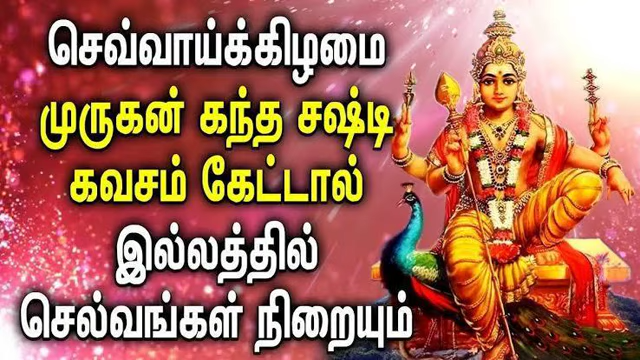 செவ்வாய்க்கிழமை
முருகன் கந்த சஷ்டி
கவசம் கேட்டால்
இல்லத்தில்
செல்வங்கள் நிறையும்